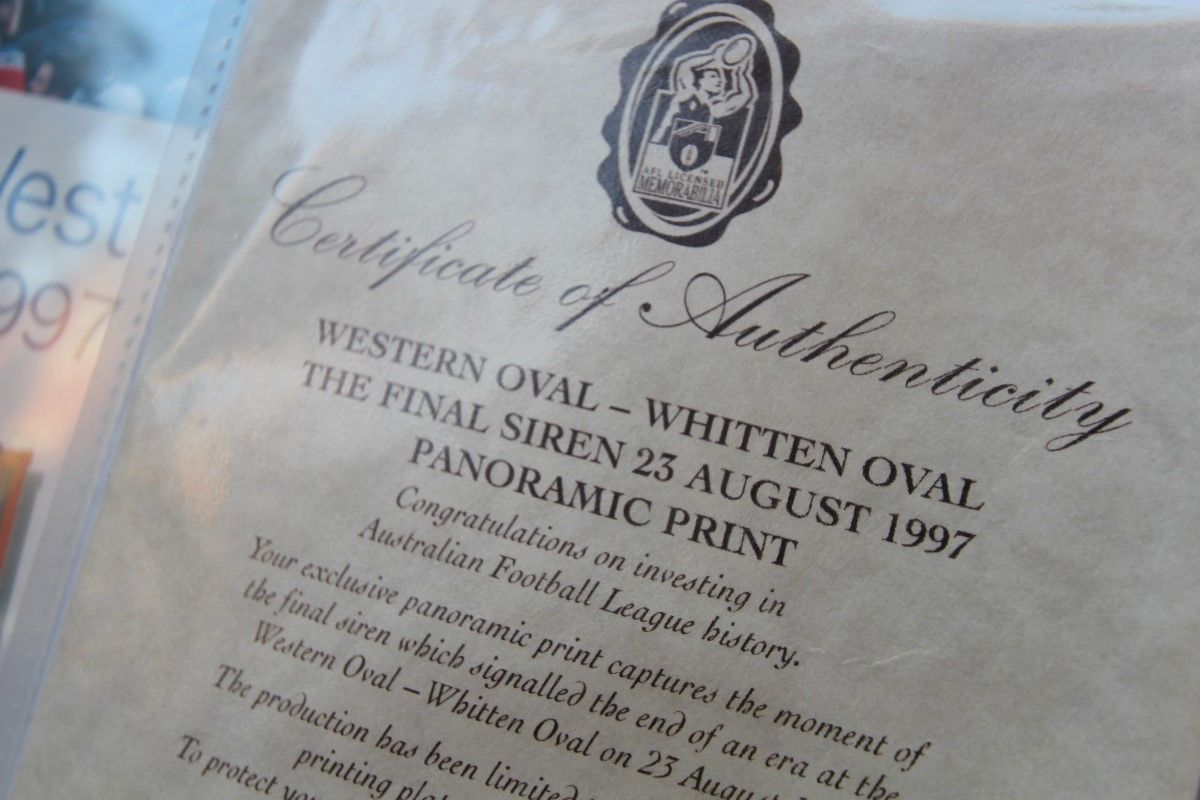 AFL LICENSED
MEMORABILIA
Certificate of Authenticity
WESTERN OVAL – WHITTEN OVAL
THE FINAL SIREN 23 AUGUST 1997
PANORAMIC PRINT
Congratulations on investing in
Australian Football League history.
Your exclusive panoramic print captures the moment of
the final siren which signalled the end of an era at the
Western Oval – Whitten Oval on 23 August
The production has been limited
printing
To protect
est
997